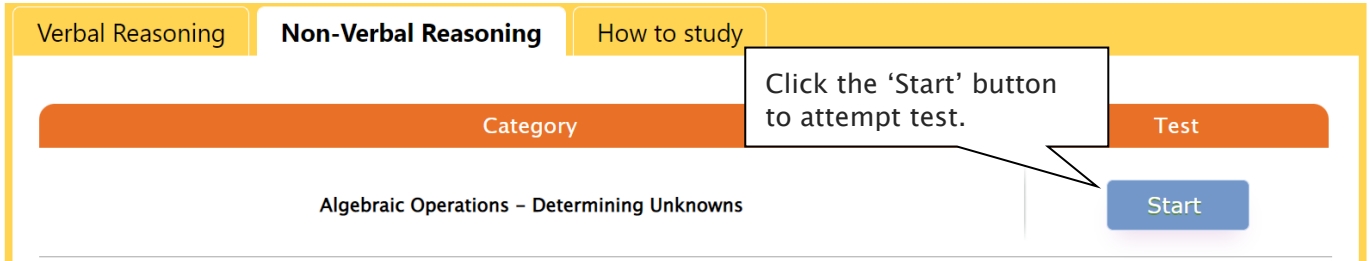 Verbal Reasoning
Non-Verbal Reasoning
How to study
Click the ‘Start’ button
to attempt test.
Category
Test
Algebraic Operations – Determining Unknowns
Start